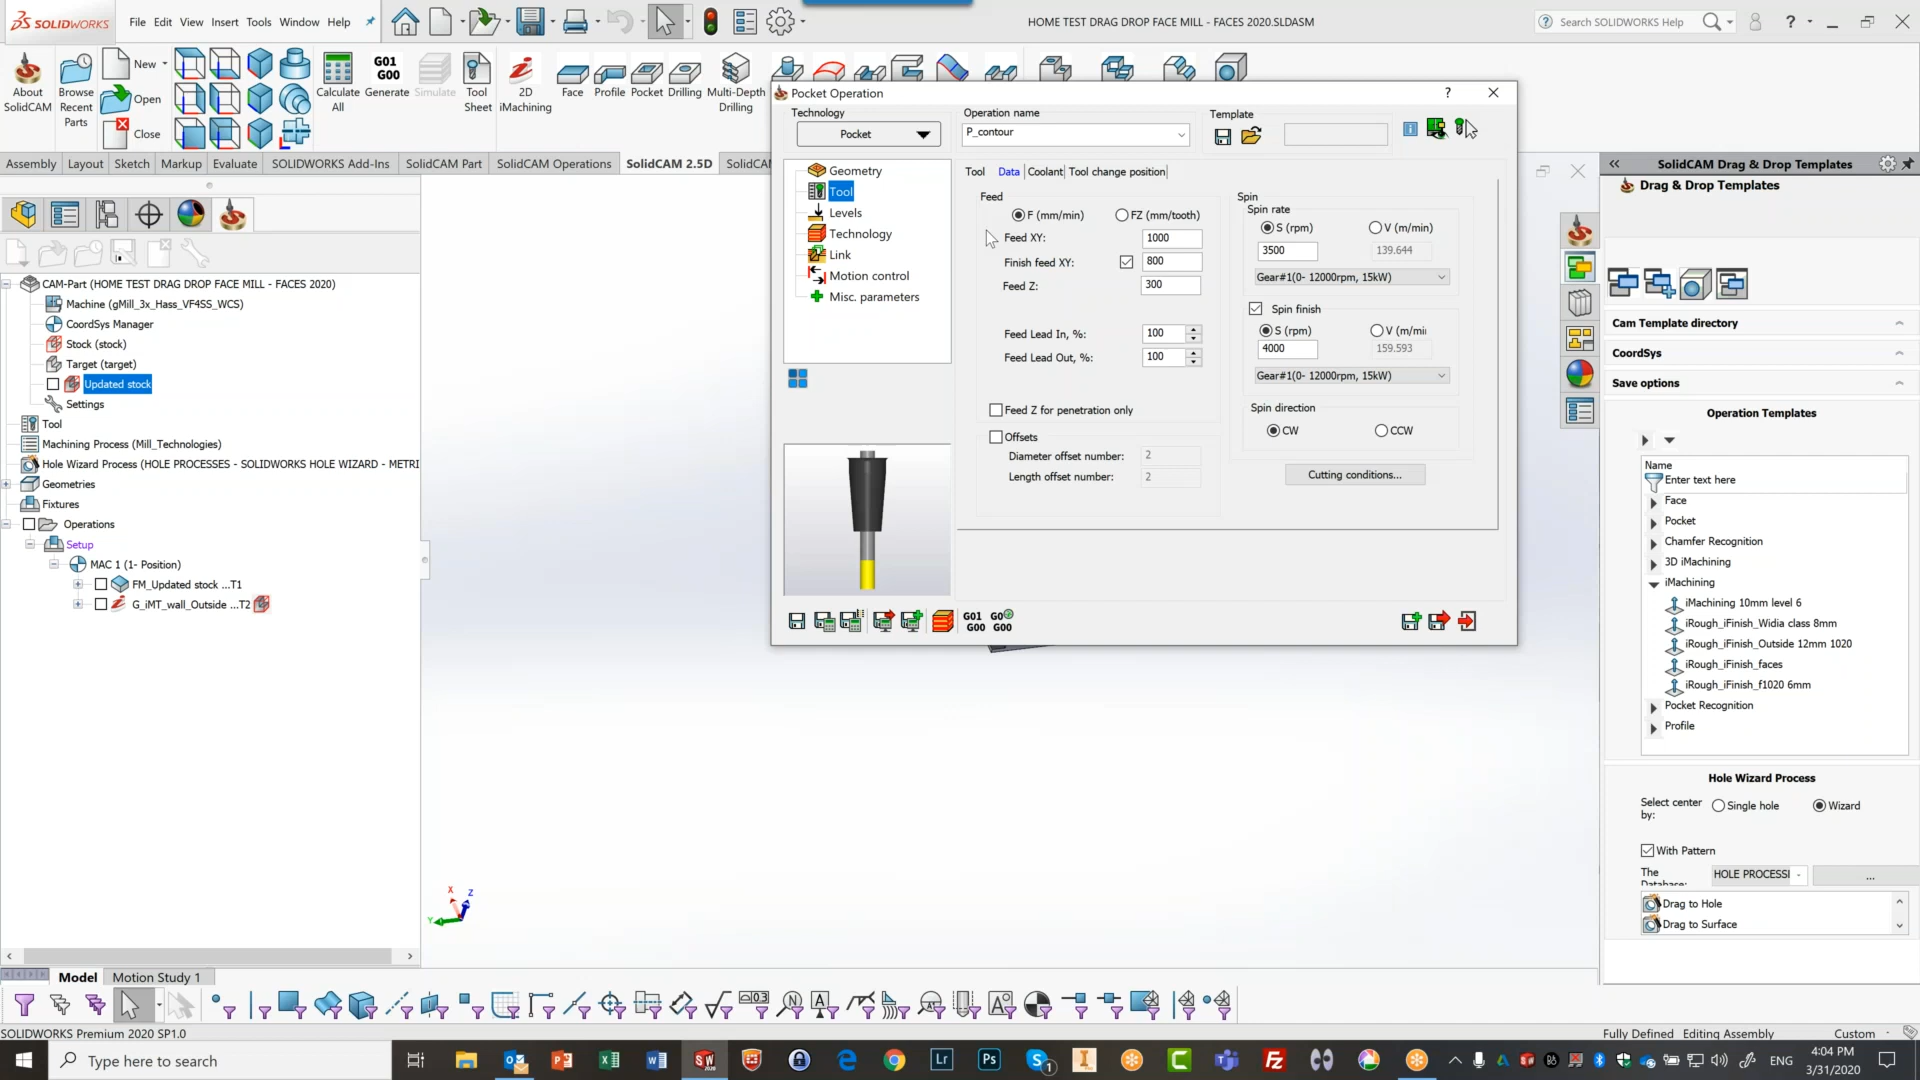 SOLIDWORKS
File Edit View Insert Tools Window Help
HOME TEST DRAG DROP FACE MILL - FACES 2020.SLDASM
Search SOLIDWORKS Help
About SolidCAM
Browse Recent Parts
New
Open
Close
Calculate All
G01 G00
Generate
Simulate
Tool Sheet
2D iMachining
Face
Profile
Pocket
Drilling
Multi-Depth Drilling
Assembly Layout Sketch Markup Evaluate SOLIDWORKS Add-Ins SolidCAM Part SolidCAM Operations SolidCAM 2.5D SolidCA
CAM-Part (HOME TEST DRAG DROP FACE MILL - FACES 2020)
Machine (gMill_3x_Hass_VF4SS_WCS)
CoordSys Manager
Stock (stock)
Target (target)
Updated stock
Settings
Tool
Machining Process (Mill_Technologies)
Hole Wizard Process (HOLE PROCESSES - SOLIDWORKS HOLE WIZARD - METRI
Geometries
Fixtures
Operations
Setup
MAC 1 (1- Position)
FM_Updated stock ...T1
G_iMT_wall_Outside ...T2
Pocket Operation
Technology
Pocket
Operation name
P_contour
Template
Geometry
Tool
Levels
Technology
Link
Motion control
Misc. parameters
Tool Data Coolant Tool change position
Feed
F (mm/min) FZ (mm/tooth)
Feed XY: 1000
Finish feed XY: 800
Feed Z: 300
Feed Lead In, %: 100
Feed Lead Out, %: 100
Feed Z for penetration only
Offsets
Diameter offset number: 2
Length offset number: 2
Spin
Spin rate
S (rpm) V (m/min)
3500 139.644
Gear#1(0- 12000rpm, 15kW)
Spin finish
S (rpm) V (m/mi
4000 159.593
Gear#1(0- 12000rpm, 15kW)
Spin direction
CW CCW
Cutting conditions...
G01 G00
G0 G00
SolidCAM Drag & Drop Templates
Drag & Drop Templates
Cam Template directory
CoordSys
Save options
Operation Templates
Name
Enter text here
Face
Pocket
Chamfer Recognition
3D iMachining
iMachining
iMachining 10mm level 6
iRough_iFinish_Widia class 8mm
iRough_iFinish_Outside 12mm 1020
iRough_iFinish_faces
iRough_iFinish_f1020 6mm
Pocket Recognition
Profile
Hole Wizard Process
Select center by: Single hole Wizard
With Pattern
The Database: HOLE PROCESSI ...
Drag to Hole
Drag to Surface
X Z
Y
Model Motion Study 1
SOLIDWORKS Premium 2020 SP1.0
Fully Defined Editing Assembly Custom
Type here to search
ENG
4:04 PM
3/31/2020